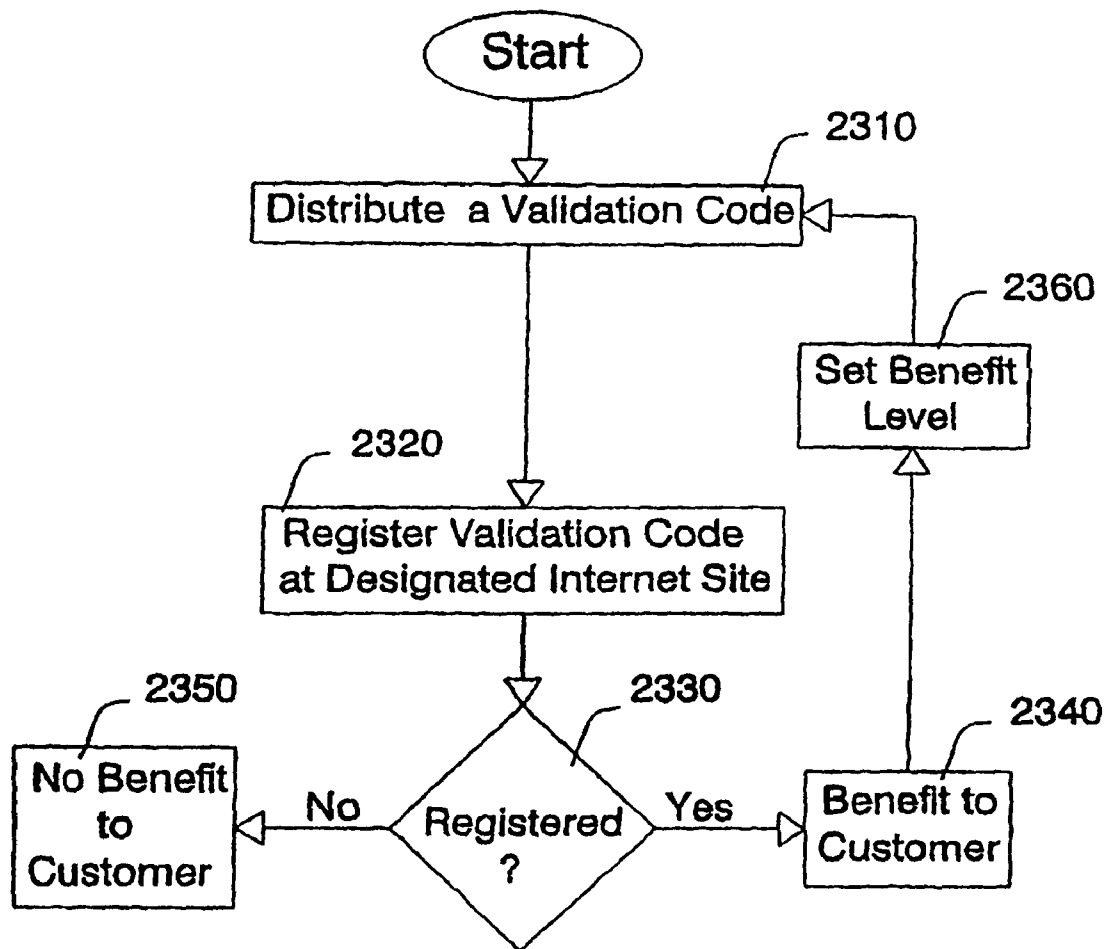 Start
2310
Distribute a Validation Code
2360
Set Benefit
Level
2320
Register Validation Code
at Designated Internet Site
2350
2330
2340
No Benefit
to
Customer
No
Registered
?
Yes
Benefit to
Customer